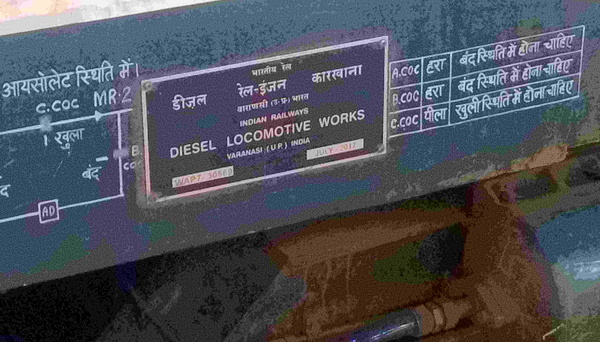 आयसोलेट स्थिति में।
C.COC MR-2
खुला
बंद
AD
भारतीय रेल
डीज़ल रेल-इंजन कारखाना
वाराणसी (उ·प्र·) भारत
INDIAN RAILWAYS
DIESEL LOCOMOTIVE WORKS
VARANASI (U.P.) INDIA
JULY-2017
A.COC हरा बंद स्थिति में होना चाहिए
B.COC हरा बंद स्थिति में होना चाहिए
C.COC पीला खुली स्थिति में होना चाहिए